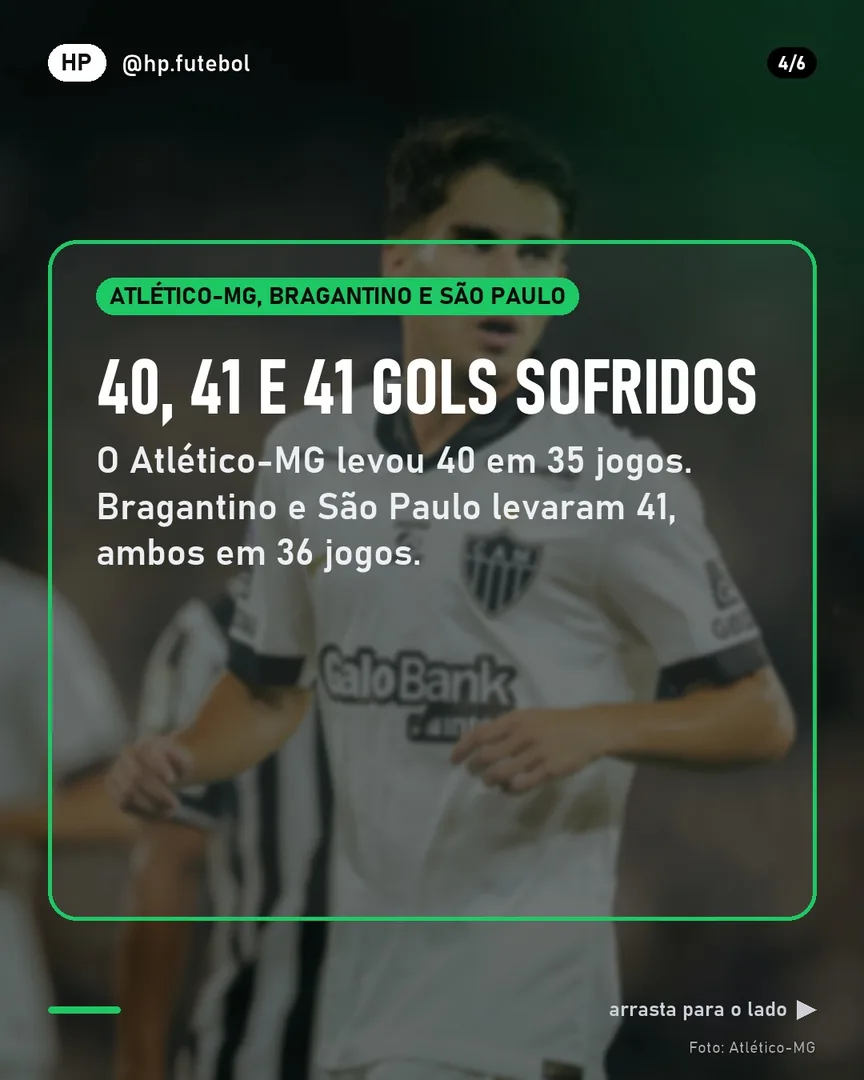 HP @hp.futebol
4/6
ATLÉTICO-MG, BRAGANTINO E SÃO PAULO
40, 41 E 41 GOLS SOFRIDOS
O Atlético-MG levou 40 em 35 jogos.
Bragantino e São Paulo levaram 41,
ambos em 36 jogos.
CAM
GaloBank
arrasta para o lado ▶
Foto: Atlético-MG